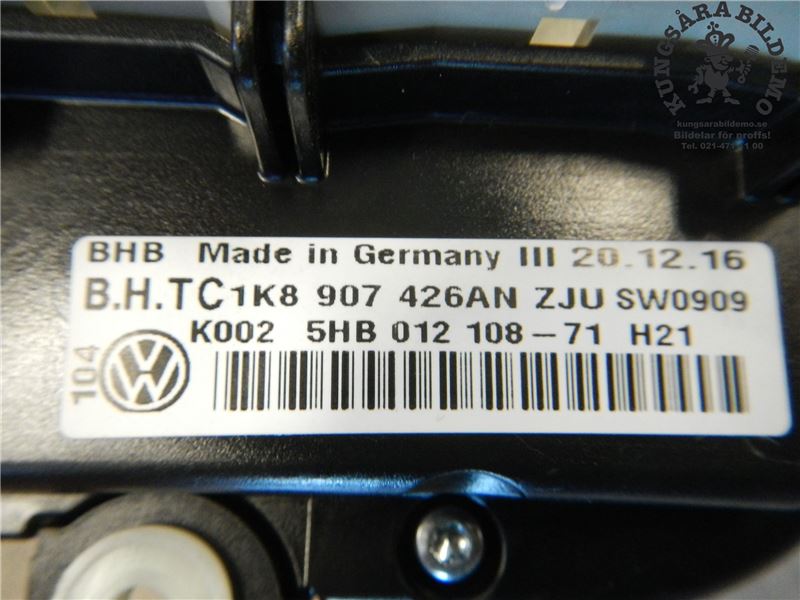 KUNGSÅRA BILDEMO
kungsarabildemo.se
Bildelar för proffs!
BHB Made in Germany III 20.12.16
B.H.TC 1K8 907 426AN ZJU SW0909
K002 5HB 012 108-71 H21
104
VW